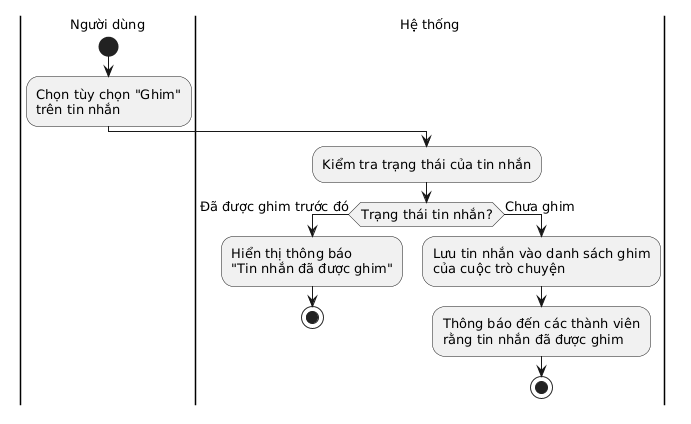 Người dùng
Hệ thống
Chọn tùy chọn "Ghim"
trên tin nhắn
Kiểm tra trạng thái của tin nhắn
Đã được ghim trước đó
Trạng thái tin nhắn?
Chưa ghim
Hiển thị thông báo
"Tin nhắn đã được ghim"
Lưu tin nhắn vào danh sách ghim
của cuộc trò chuyện
Thông báo đến các thành viên
rằng tin nhắn đã được ghim